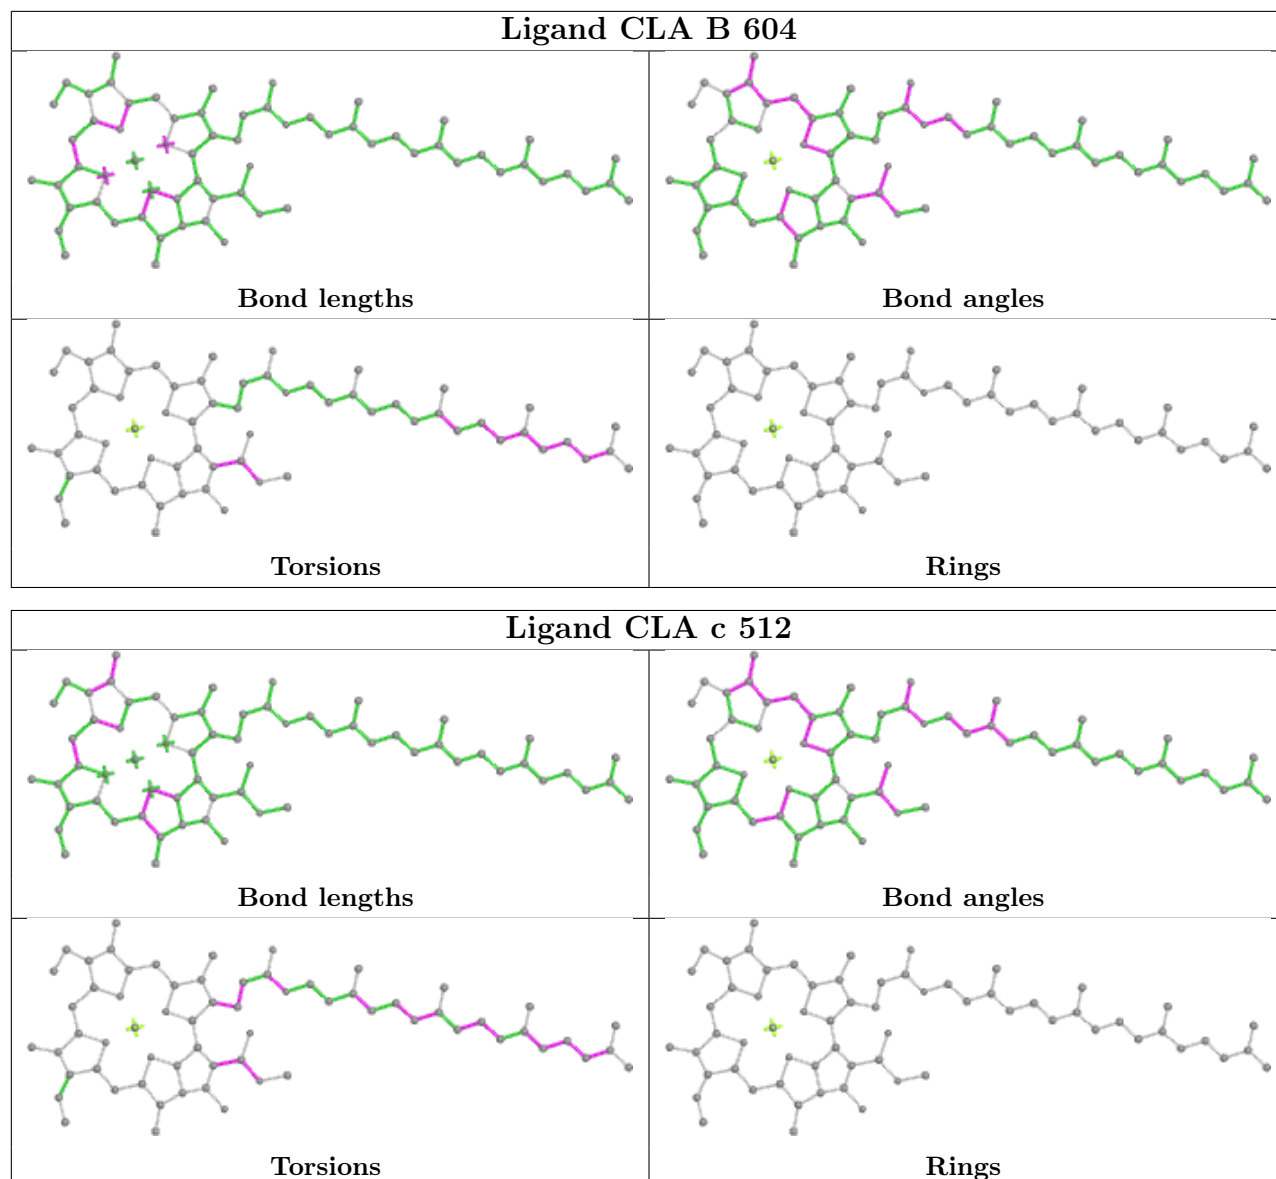 Ligand CLA B 604
Bond lengths
Bond angles
Torsions
Rings
Ligand CLA c 512
Bond lengths
Bond angles
Torsions
Rings